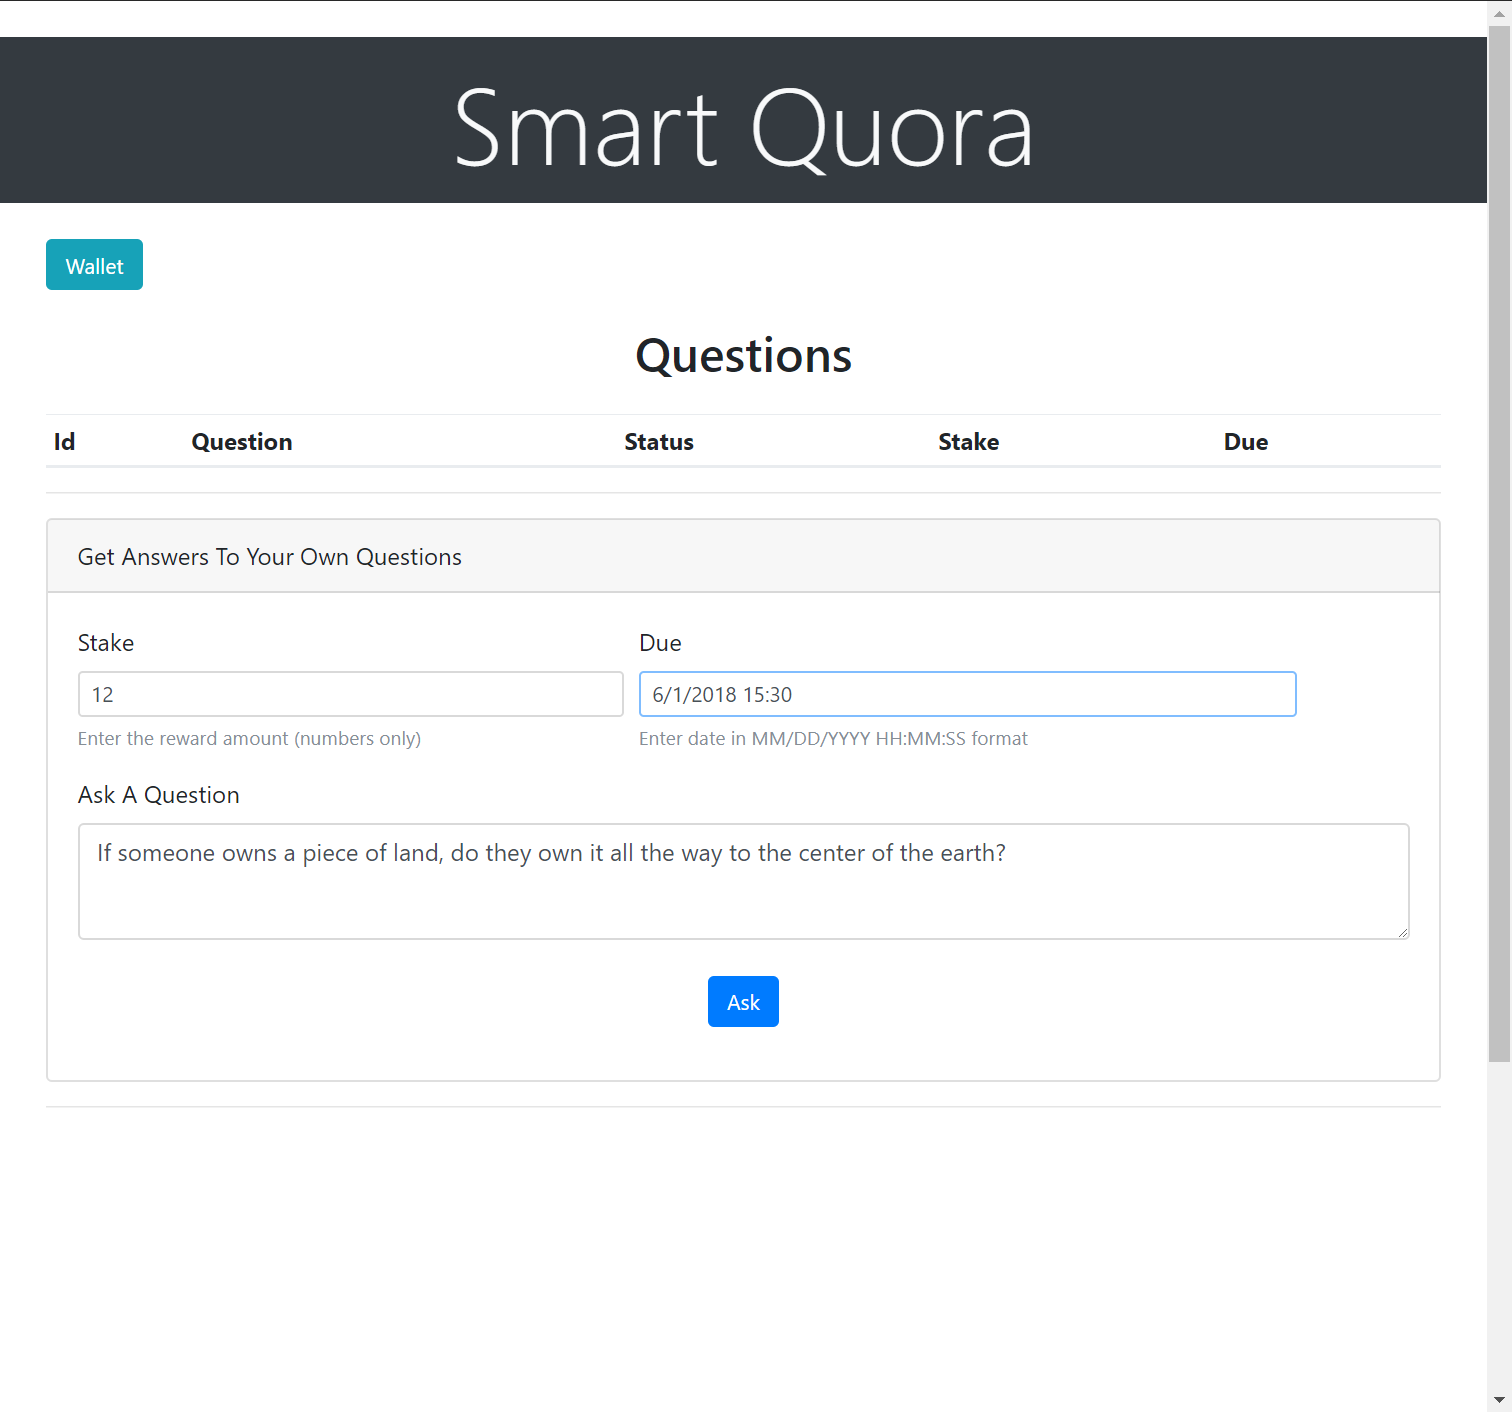 Smart Quora
Wallet
Questions
Id Question Status Stake Due
Get Answers To Your Own Questions
Stake Due
12 6/1/2018 15:30
Enter the reward amount (numbers only) Enter date in MM/DD/YYYY HH:MM:SS format
Ask A Question
If someone owns a piece of land, do they own it all the way to the center of the earth?
Ask